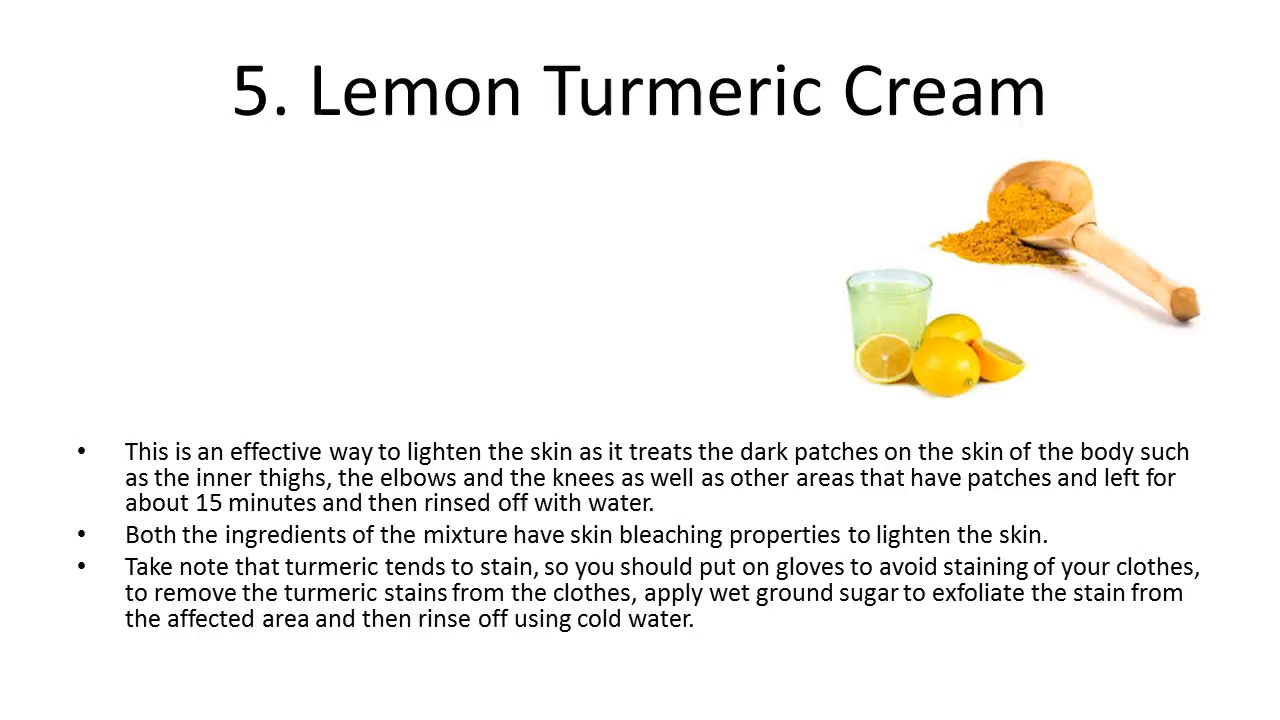 5. Lemon Turmeric Cream
• This is an effective way to lighten the skin as it treats the dark patches on the skin of the body such
as the inner thighs, the elbows and the knees as well as other areas that have patches and left for
about 15 minutes and then rinsed off with water.
• Both the ingredients of the mixture have skin bleaching properties to lighten the skin.
• Take note that turmeric tends to stain, so you should put on gloves to avoid staining of your clothes,
to remove the turmeric stains from the clothes, apply wet ground sugar to exfoliate the stain from
the affected area and then rinse off using cold water.